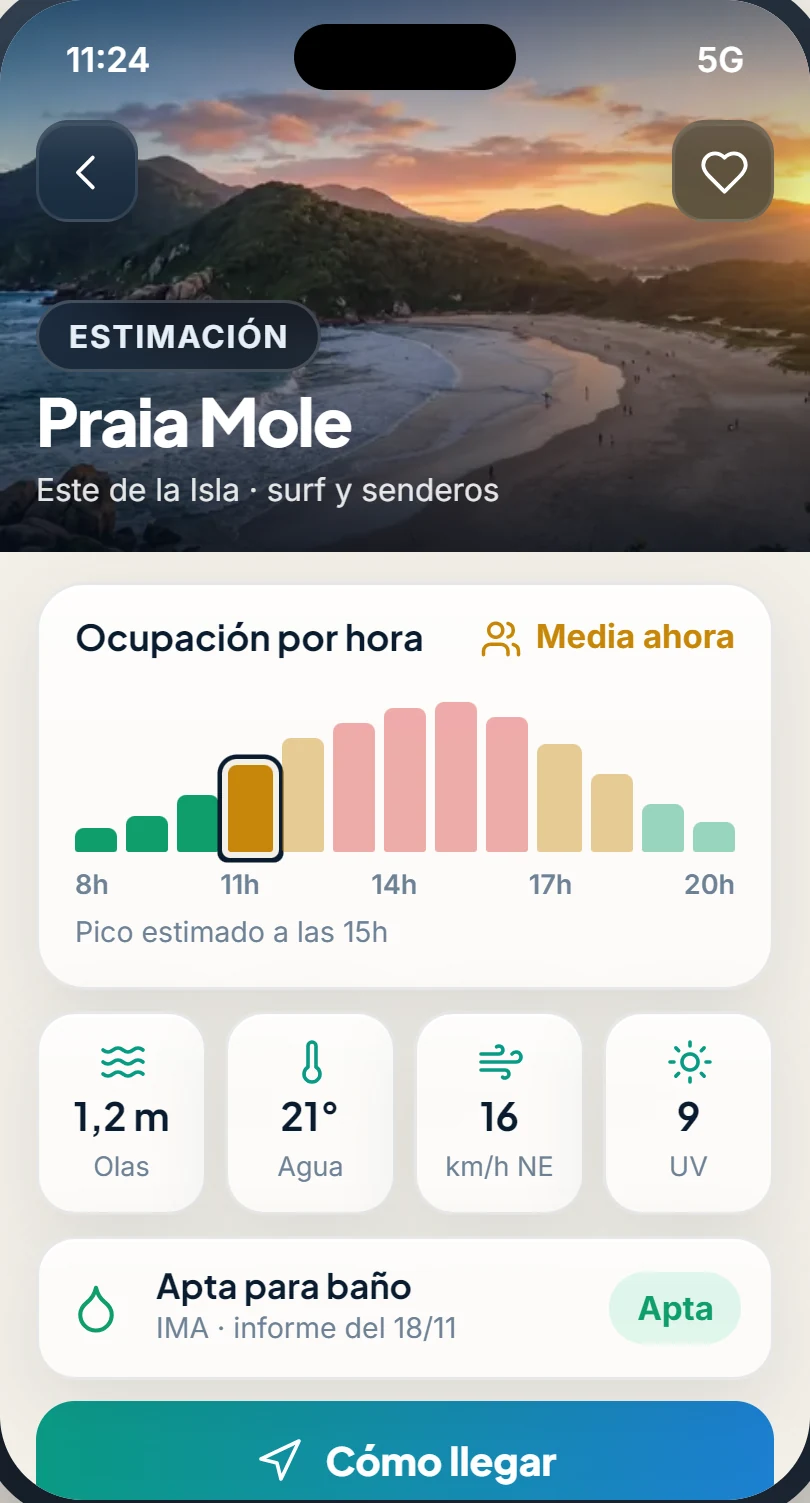 11:24
5G
ESTIMACIÓN
Praia Mole
Este de la Isla · surf y senderos
Ocupación por hora
Media ahora
8h 11h 14h 17h 20h
Pico estimado a las 15h
1,2 m
Olas
21°
Agua
16
km/h NE
9
UV
Apta para baño
IMA · informe del 18/11
Apta
Cómo llegar